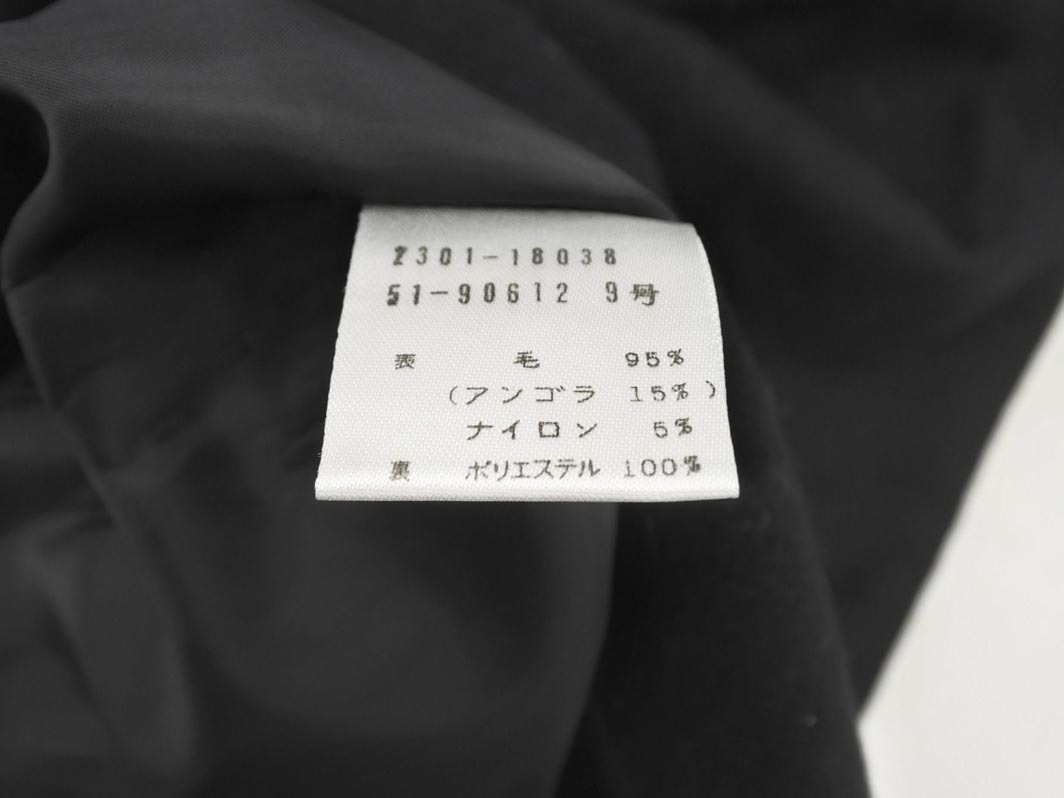 2301-18038
51-90612 9号
表 毛 95%
(アンゴラ 15%)
ナイロン 5%
裏 ポリエステル 100%